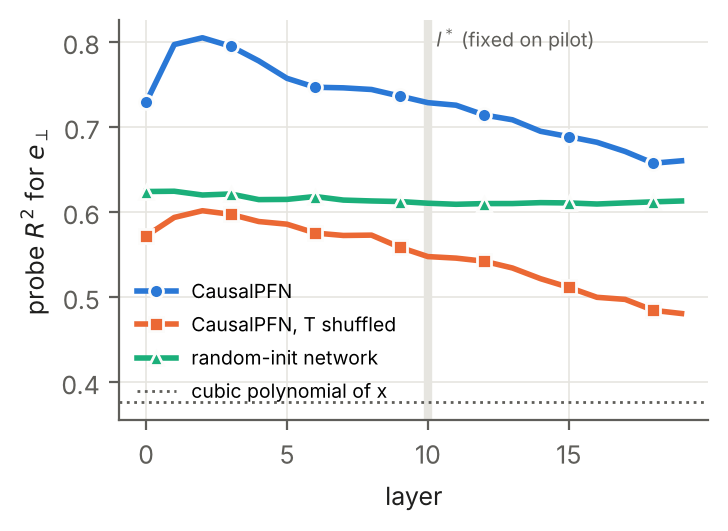 l* (fixed on pilot)
0.8
0.7
0.6
0.5
0.4
probe R² for e⊥
CausalPFN
CausalPFN, T shuffled
random-init network
cubic polynomial of x
0 5 10 15
layer